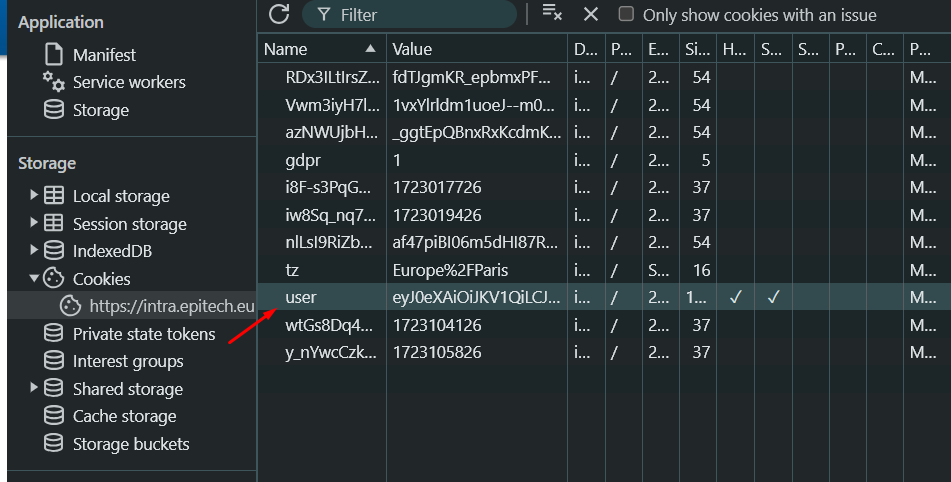 Application
Manifest
Service workers
Storage
Storage
Local storage
Session storage
IndexedDB
Cookies
https://intra.epitech.eu
Private state tokens
Interest groups
Shared storage
Cache storage
Storage buckets
Filter Only show cookies with an issue
Name Value D... P... E... Si... H... S... S... P... C... P...
RDx3ILtIrsZ... fdTJgmKR_epbmxPF... i... / 2... 54 M...
Vwm3iyH7l... 1vxYlrIdm1uoeJ--m0... i... / 2... 54 M...
azNWUjbH... _ggtEpQBnxRxKcdmK... i... / 2... 54 M...
gdpr 1 i... / 2... 5 M...
i8F-s3PqG... 1723017726 i... / 2... 37 M...
iw8Sq_nq7... 1723019426 i... / 2... 37 M...
nlLsI9RiZb... af47piBI06m5dHI87R... i... / 2... 54 M...
tz Europe%2FParis i... / S... 16 M...
user eyJ0eXAiOiJKV1QiLCJ... i... / 2... 1... ✓ ✓ M...
wtGs8Dq4... 1723104126 i... / 2... 37 M...
y_nYwcCzk... 1723105826 i... / 2... 37 M...